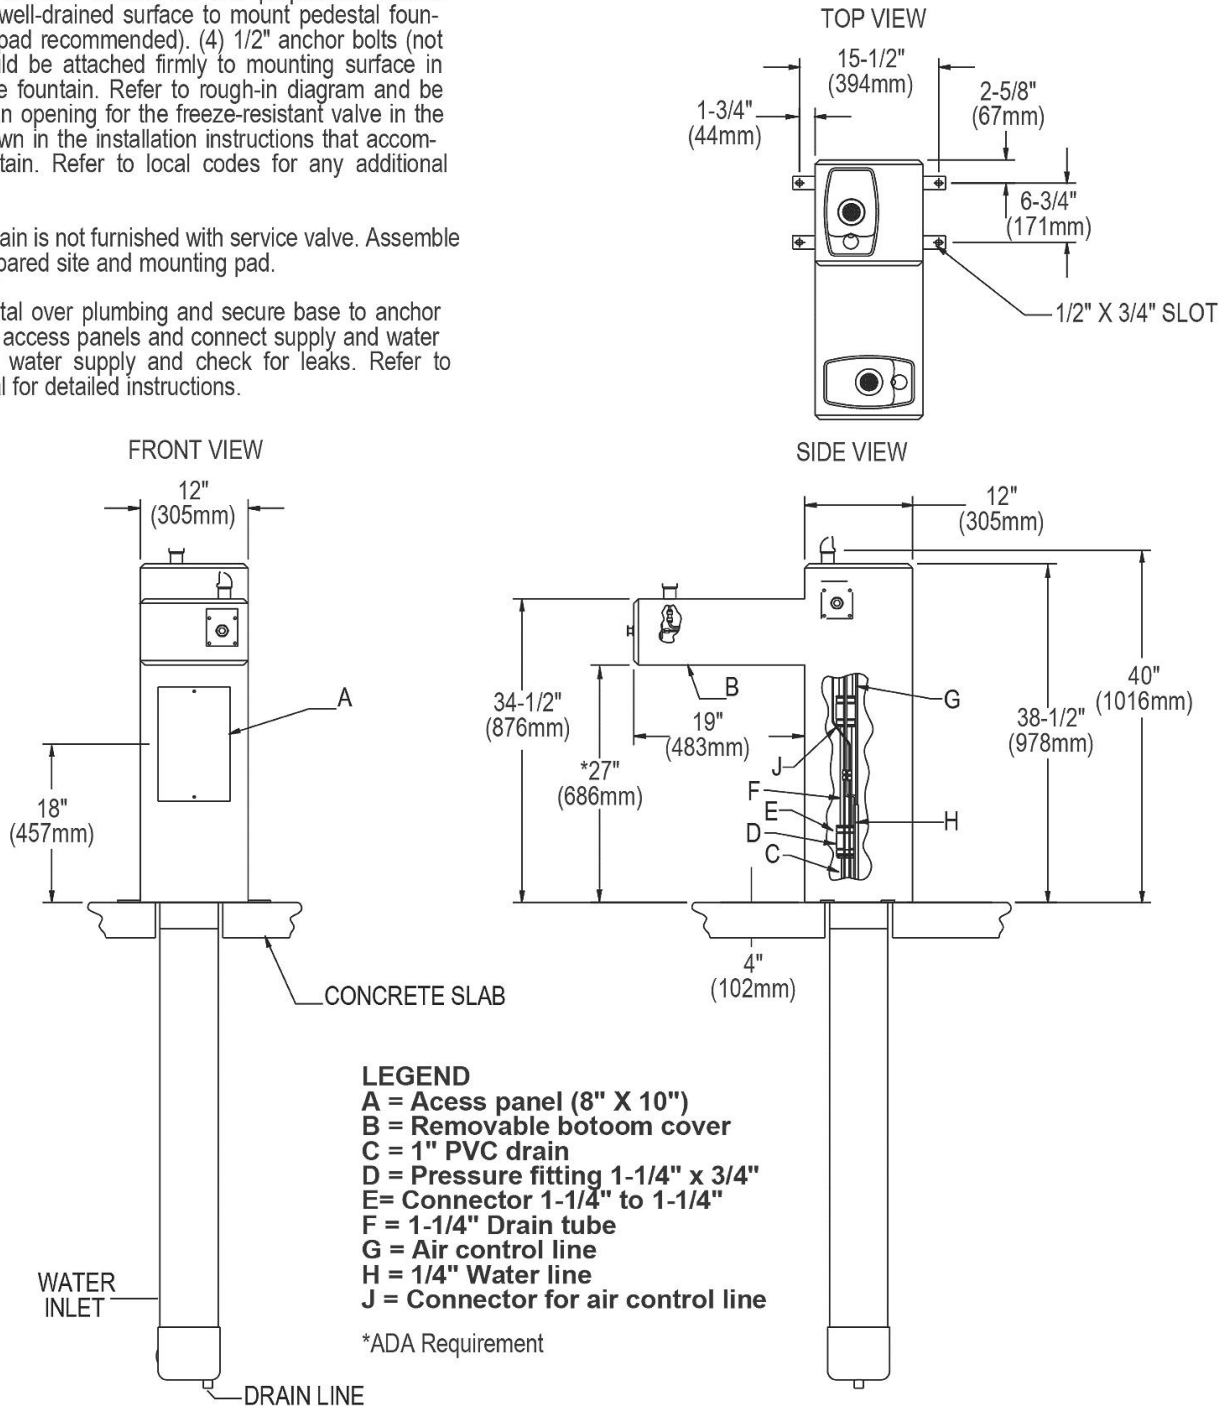 well-drained surface to mount pedestal foun-
pad recommended). (4) 1/2" anchor bolts (not
ld be attached firmly to mounting surface in
e fountain. Refer to rough-in diagram and be
n opening for the freeze-resistant valve in the
wn in the installation instructions that accom-
tain. Refer to local codes for any additional
ain is not furnished with service valve. Assemble
pared site and mounting pad.
tal over plumbing and secure base to anchor
access panels and connect supply and water
water supply and check for leaks. Refer to
l for detailed instructions.
TOP VIEW
15-1/2"
(394mm)
2-5/8"
(67mm)
1-3/4"
(44mm)
6-3/4"
(171mm)
1/2" X 3/4" SLOT
FRONT VIEW
12"
(305mm)
A
18"
(457mm)
CONCRETE SLAB
WATER
INLET
DRAIN LINE
SIDE VIEW
12"
(305mm)
34-1/2"
(876mm)
B
19"
(483mm)
*27"
(686mm)
G
40"
(1016mm)
38-1/2"
(978mm)
J
F
E
D
C
H
4"
(102mm)
LEGEND
A = Acess panel (8" X 10")
B = Removable botoom cover
C = 1" PVC drain
D = Pressure fitting 1-1/4" x 3/4"
E= Connector 1-1/4" to 1-1/4"
F = 1-1/4" Drain tube
G = Air control line
H = 1/4" Water line
J = Connector for air control line
*ADA Requirement